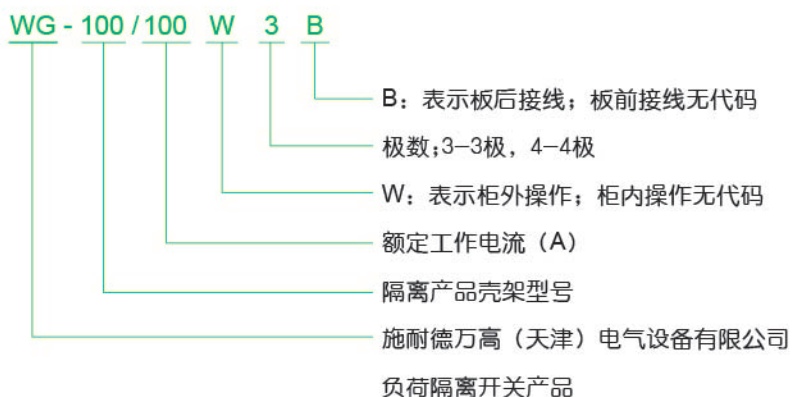 WG - 100 / 100 W 3 B
B：表示板后接线；板前接线无代码
极数；3-3极，4-4极
W：表示柜外操作；柜内操作无代码
额定工作电流（A）
隔离产品壳架型号
施耐德万高（天津）电气设备有限公司
负荷隔离开关产品